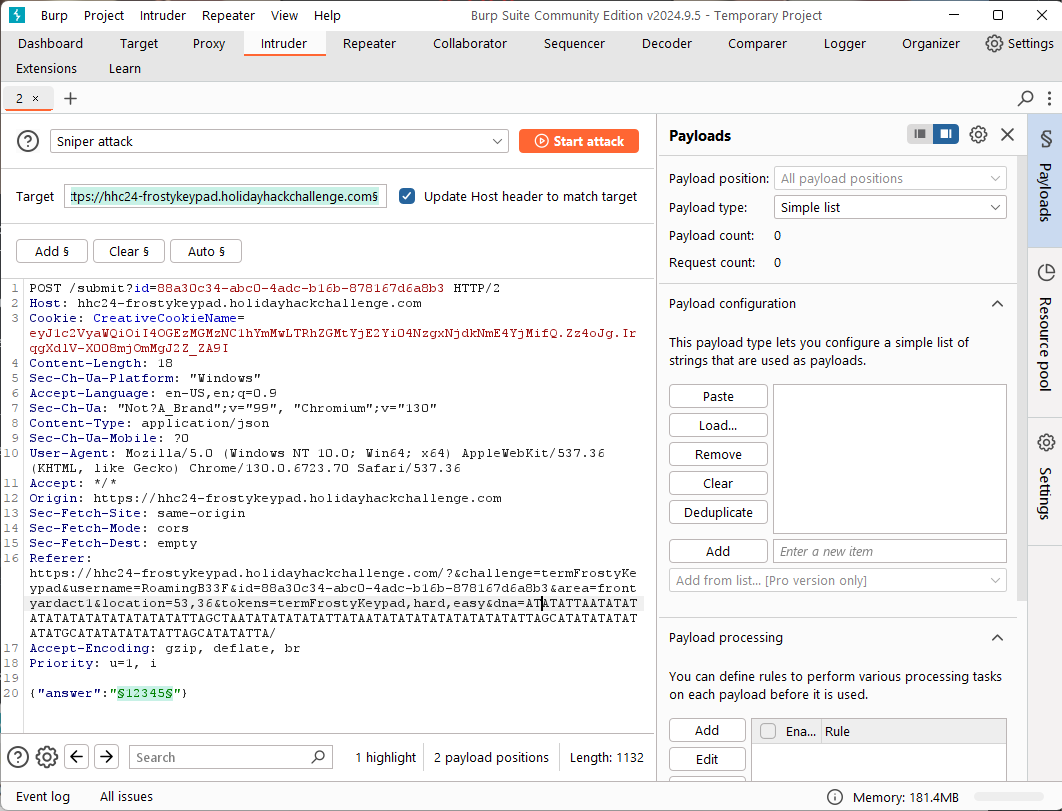 Burp Project Intruder Repeater View Help Burp Suite Community Edition v2024.9.5 - Temporary Project
Dashboard Target Proxy Intruder Repeater Collaborator Sequencer Decoder Comparer Logger Organizer Settings
Extensions Learn
2 × +
? Sniper attack Start attack
Target ttps://hhc24-frostykeypad.holidayhackchallenge.com§ Update Host header to match target
Add § Clear § Auto §
1 POST /submit?id=88a30c34-abc0-4adc-b16b-878167d6a8b3 HTTP/2
2 Host: hhc24-frostykeypad.holidayhackchallenge.com
3 Cookie: CreativeCookieName=
eyJ1c2VyaWQiOiI4OGEzMGMzNC1hYmMwLTRhZGMtYjE2Yi04NzgxNjdkNmE4YjMifQ.Zz4oJg.Ir
qgXdlV-X008mjOmMgJ2Z_ZA9I
4 Content-Length: 18
5 Sec-Ch-Ua-Platform: "Windows"
6 Accept-Language: en-US,en;q=0.9
7 Sec-Ch-Ua: "Not?A_Brand";v="99", "Chromium";v="130"
8 Content-Type: application/json
9 Sec-Ch-Ua-Mobile: ?0
10 User-Agent: Mozilla/5.0 (Windows NT 10.0; Win64; x64) AppleWebKit/537.36
(KHTML, like Gecko) Chrome/130.0.6723.70 Safari/537.36
11 Accept: */*
12 Origin: https://hhc24-frostykeypad.holidayhackchallenge.com
13 Sec-Fetch-Site: same-origin
14 Sec-Fetch-Mode: cors
15 Sec-Fetch-Dest: empty
16 Referer:
https://hhc24-frostykeypad.holidayhackchallenge.com/?&challenge=termFrostyKe
ypad&username=RoamingB33F&id=88a30c34-abc0-4adc-b16b-878167d6a8b3&area=front
yardact1&location=53,36&tokens=termFrostyKeypad,hard,easy&dna=ATATATTAATATAT
ATATATATATATATATATATTAGCTAATATATATATATTATAATATATATATATATATATTAGCATATATATAT
ATATGCATATATATATTAGCATATATTA/
17 Accept-Encoding: gzip, deflate, br
18 Priority: u=1, i
19
20 {"answer":"§12345§"}
? Search 1 highlight 2 payload positions Length: 1132
Payloads
Payload position: All payload positions
Payload type: Simple list
Payload count: 0
Request count: 0
Payload configuration
This payload type lets you configure a simple list of
strings that are used as payloads.
Paste
Load...
Remove
Clear
Deduplicate
Add Enter a new item
Add from list... [Pro version only]
Payload processing
You can define rules to perform various processing tasks
on each payload before it is used.
Add Ena... Rule
Edit
§ Payloads
Resource pool
Settings
Event log All issues Memory: 181.4MB